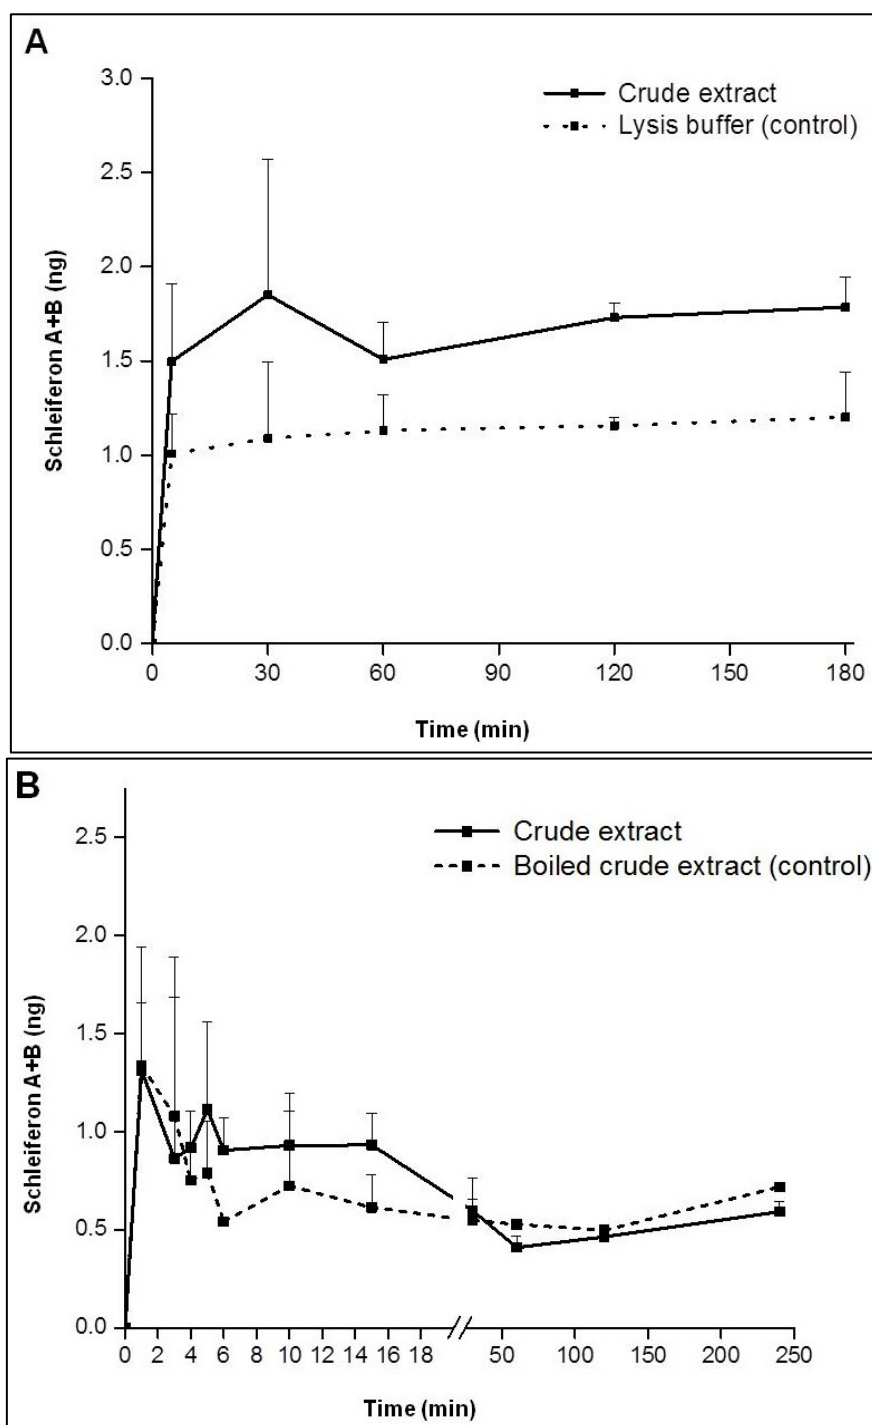 A
3.0
2.5
2.0
1.5
1.0
0.5
0.0
Schleiferon A+B (ng)
Crude extract
Lysis buffer (control)
0 30 60 90 120 150 180
Time (min)
B
2.5
2.0
1.5
1.0
0.5
0.0
Schleiferon A+B (ng)
Crude extract
Boiled crude extract (control)
0 2 4 6 8 10 12 14 16 18 50 100 150 200 250
Time (min)